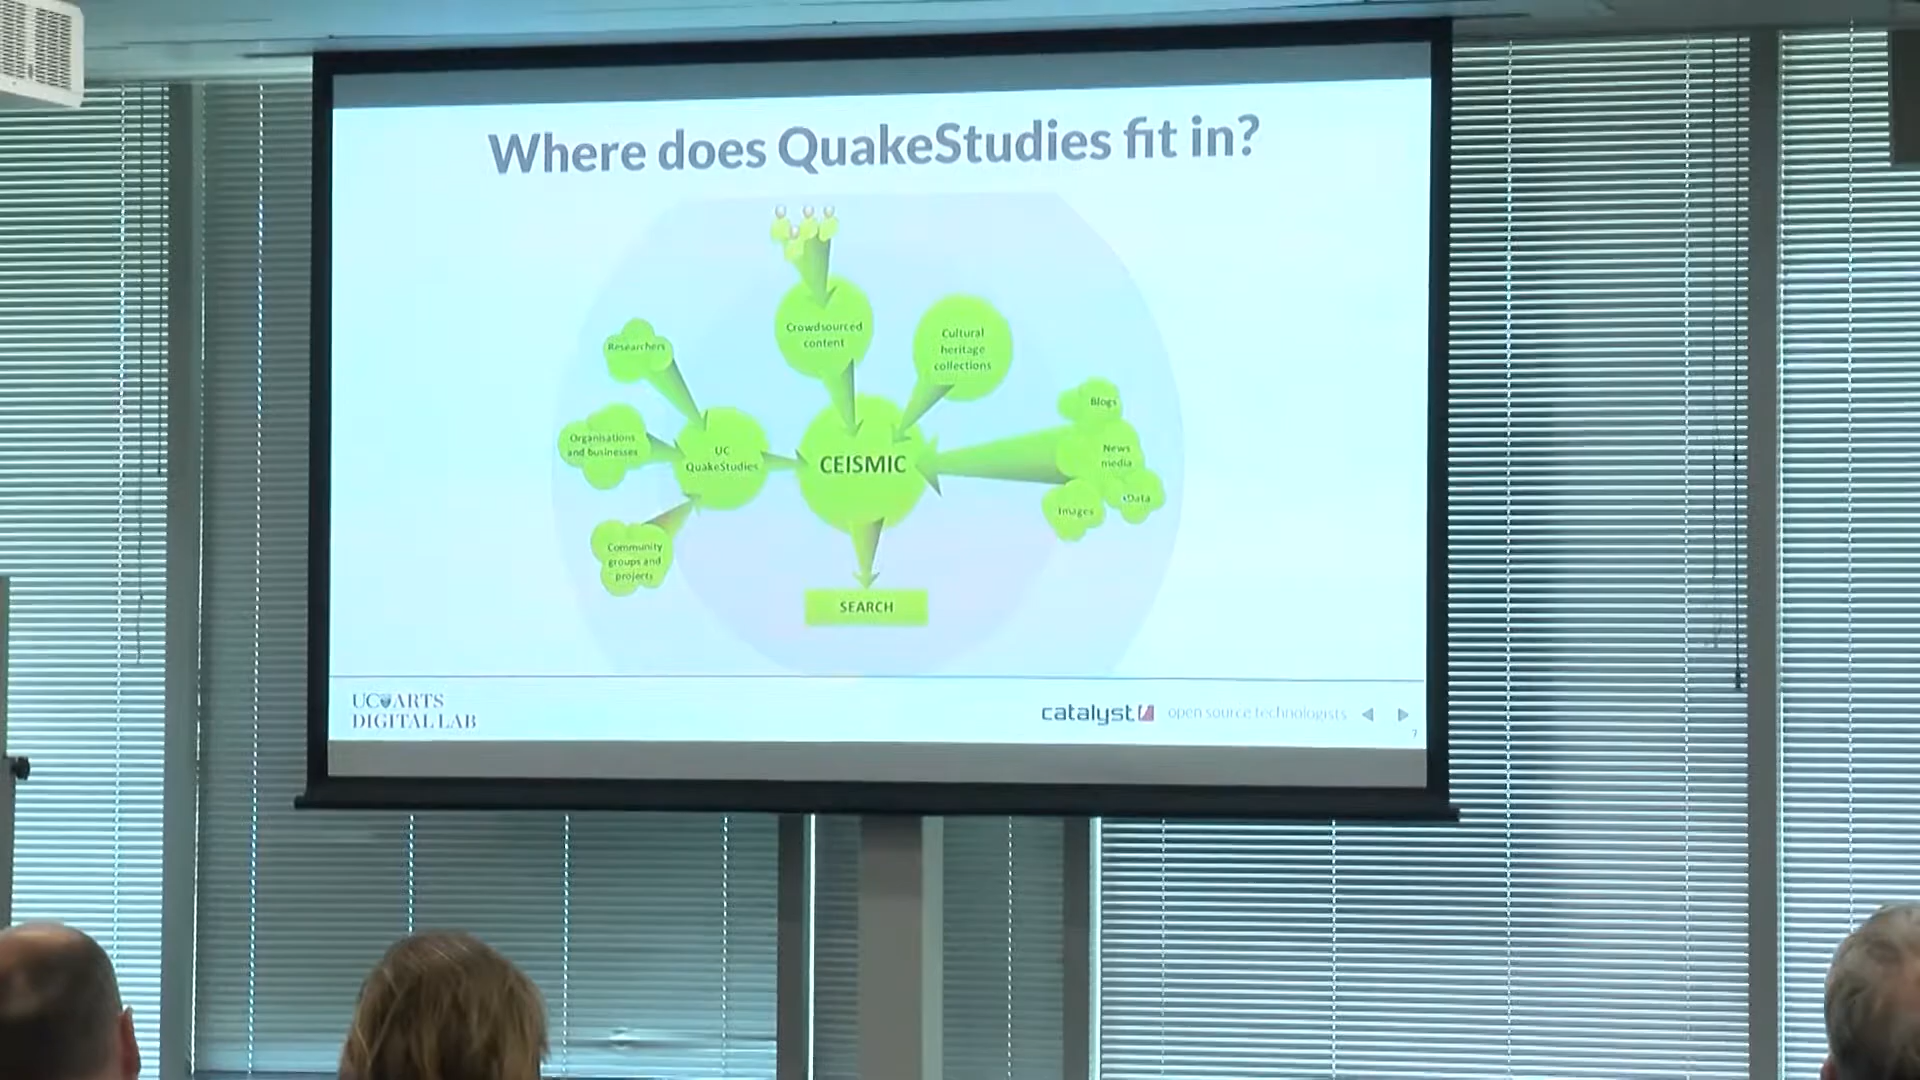 Where does QuakeStudies fit in?
Crowdsourced
content
Cultural
heritage
collections
Researchers
Blogs
Organisations
and businesses
UC
QuakeStudies
CEISMIC
News
media
Data
Images
Community
groups and
projects
SEARCH
UC ARTS
DIGITAL LAB
catalyst open source technologists
7